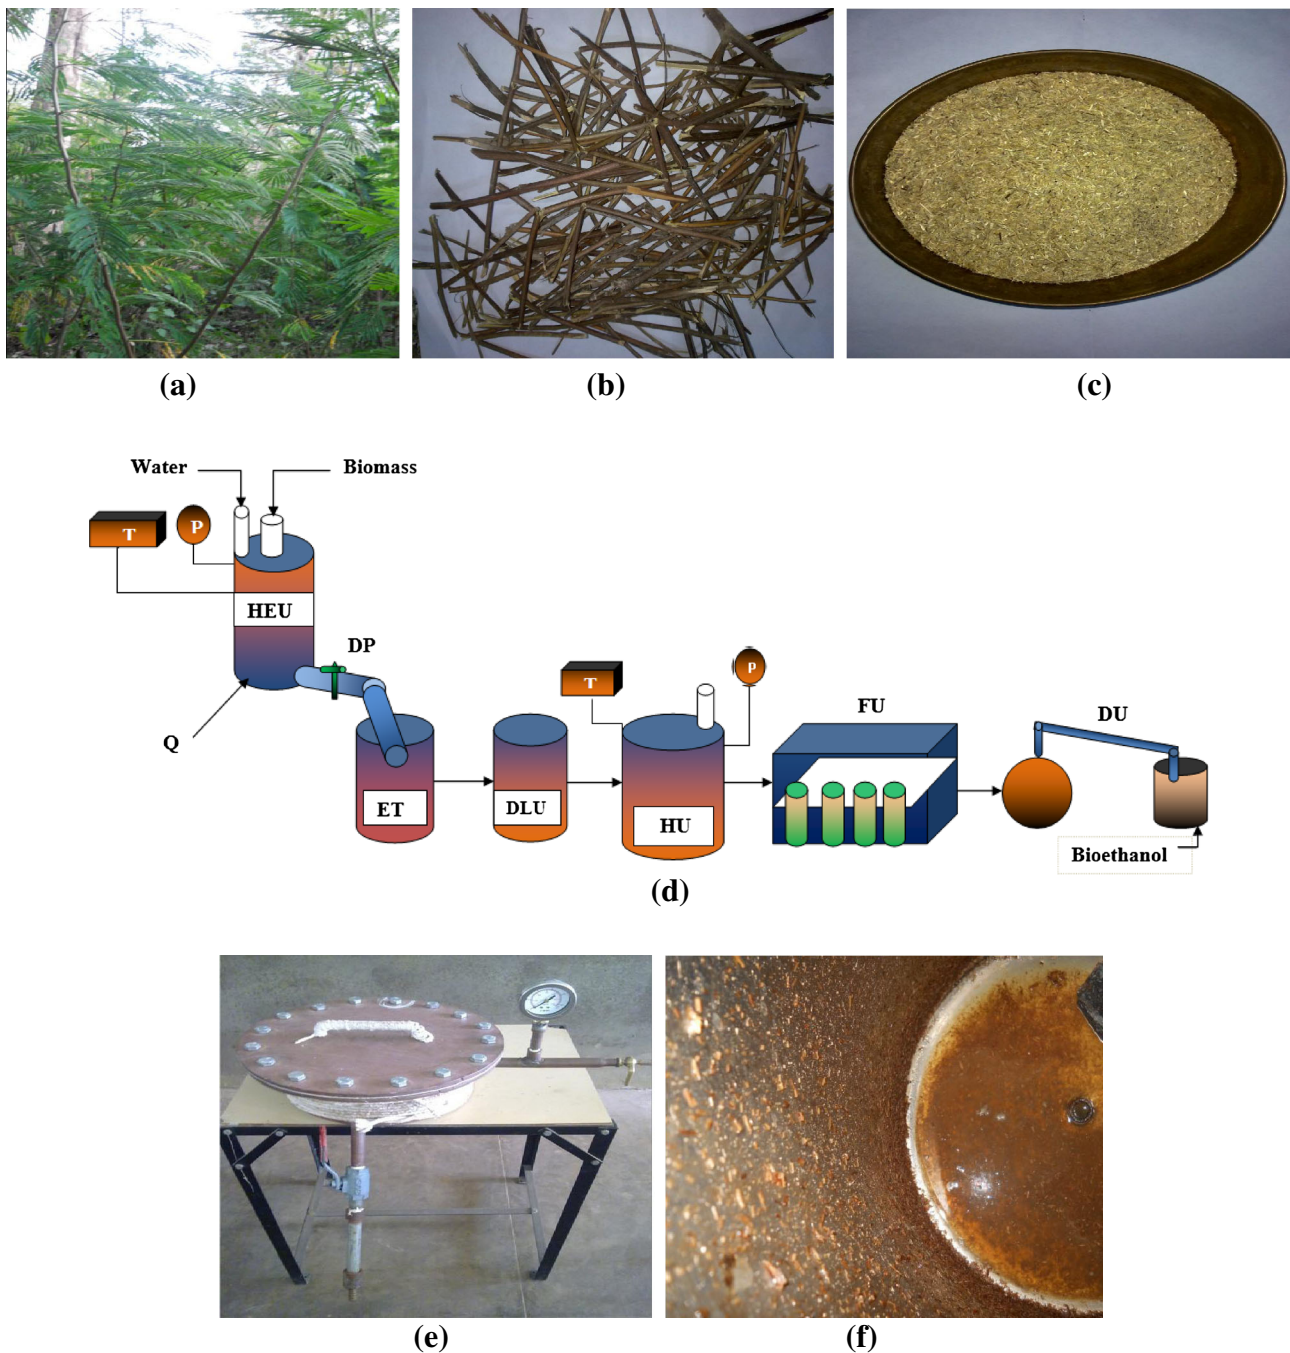 (a)
(b)
(c)
Water
Biomass
T
P
HEU
DP
Q
T
P
FU
DU
ET
DLU
HU
Bioethanol
(d)
(e)
(f)